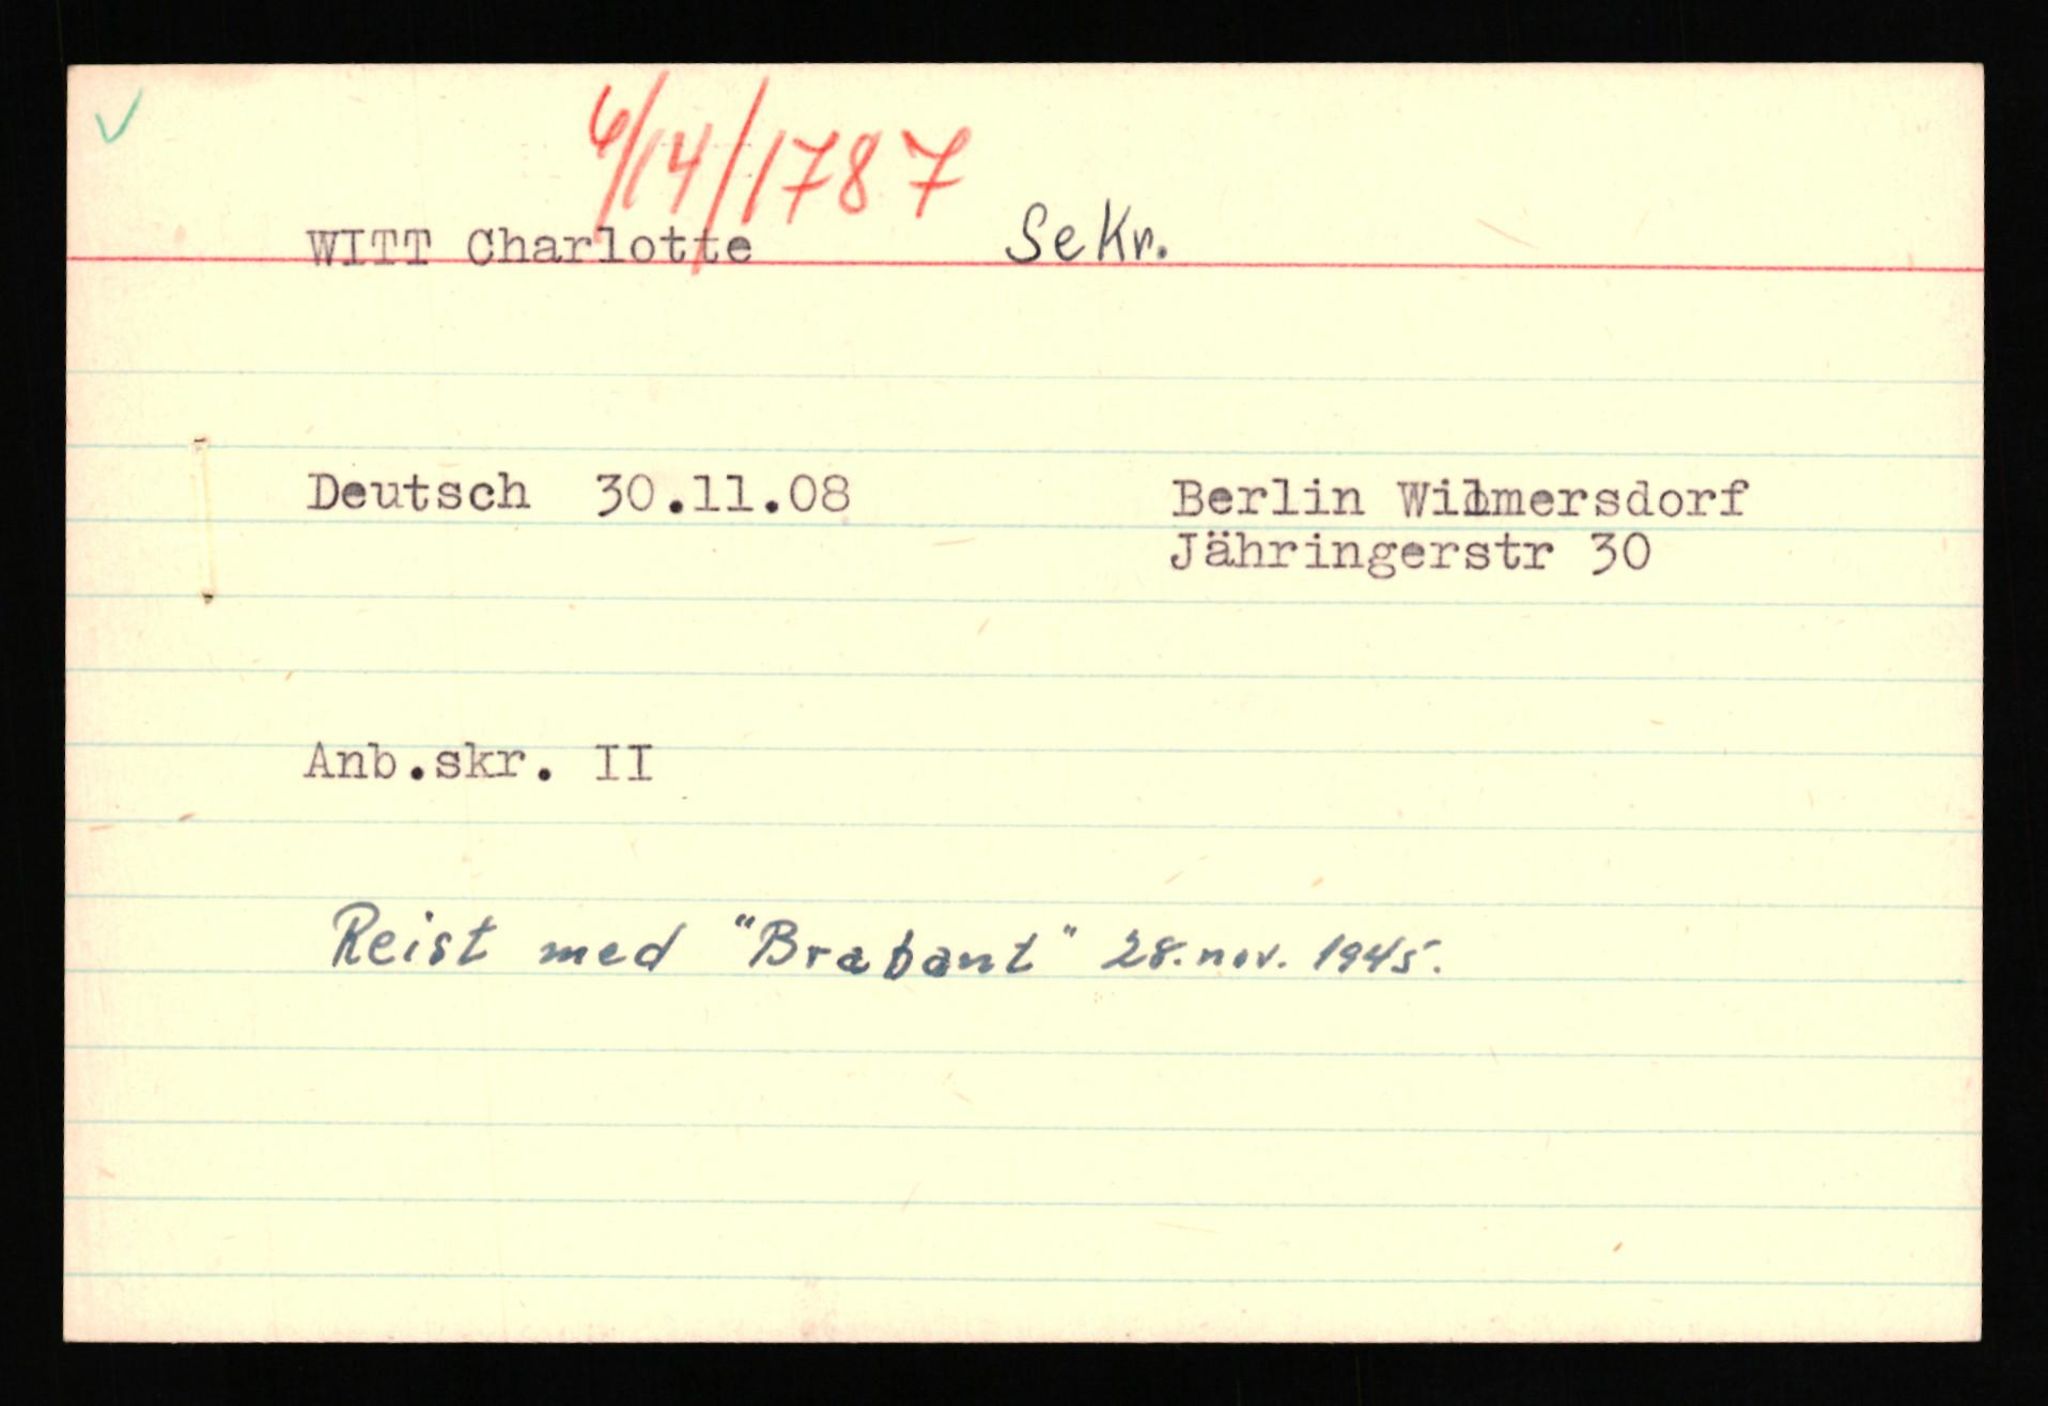 6/14/1787
WITT Charlotte Sekr.
Deutsch 30.11.08 Berlin Wilmersdorf
Jähringerstr 30
Anb.skr. II
Reist med "Brabant" 28. nov. 1945.